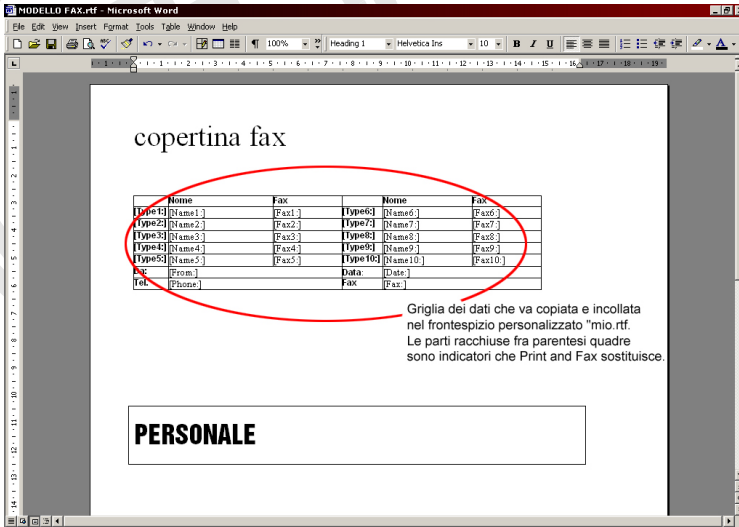 MODELLO FAX.rtf - Microsoft Word
File Edit View Insert Format Tools Table Window Help
100% Heading 1 Helvetica Ins 10 B I U
copertina fax
Nome Fax Nome Fax
[Type1:] [Name1:] [Fax1:] [Type6:] [Name6:] [Fax6:]
[Type2:] [Name2:] [Fax2:] [Type7:] [Name7:] [Fax7:]
[Type3:] [Name3:] [Fax3:] [Type8:] [Name8:] [Fax8:]
[Type4:] [Name4:] [Fax4:] [Type9:] [Name9:] [Fax9:]
[Type5:] [Name5:] [Fax5:] [Type10:] [Name10:] [Fax10:]
Da: [From:] Data: [Date:]
Tel. [Phone:] Fax [Fax:]
Griglia dei dati che va copiata e incollata
nel frontespizio personalizzato "mio.rtf.
Le parti racchiuse fra parentesi quadre
sono indicatori che Print and Fax sostituisce.
PERSONALE